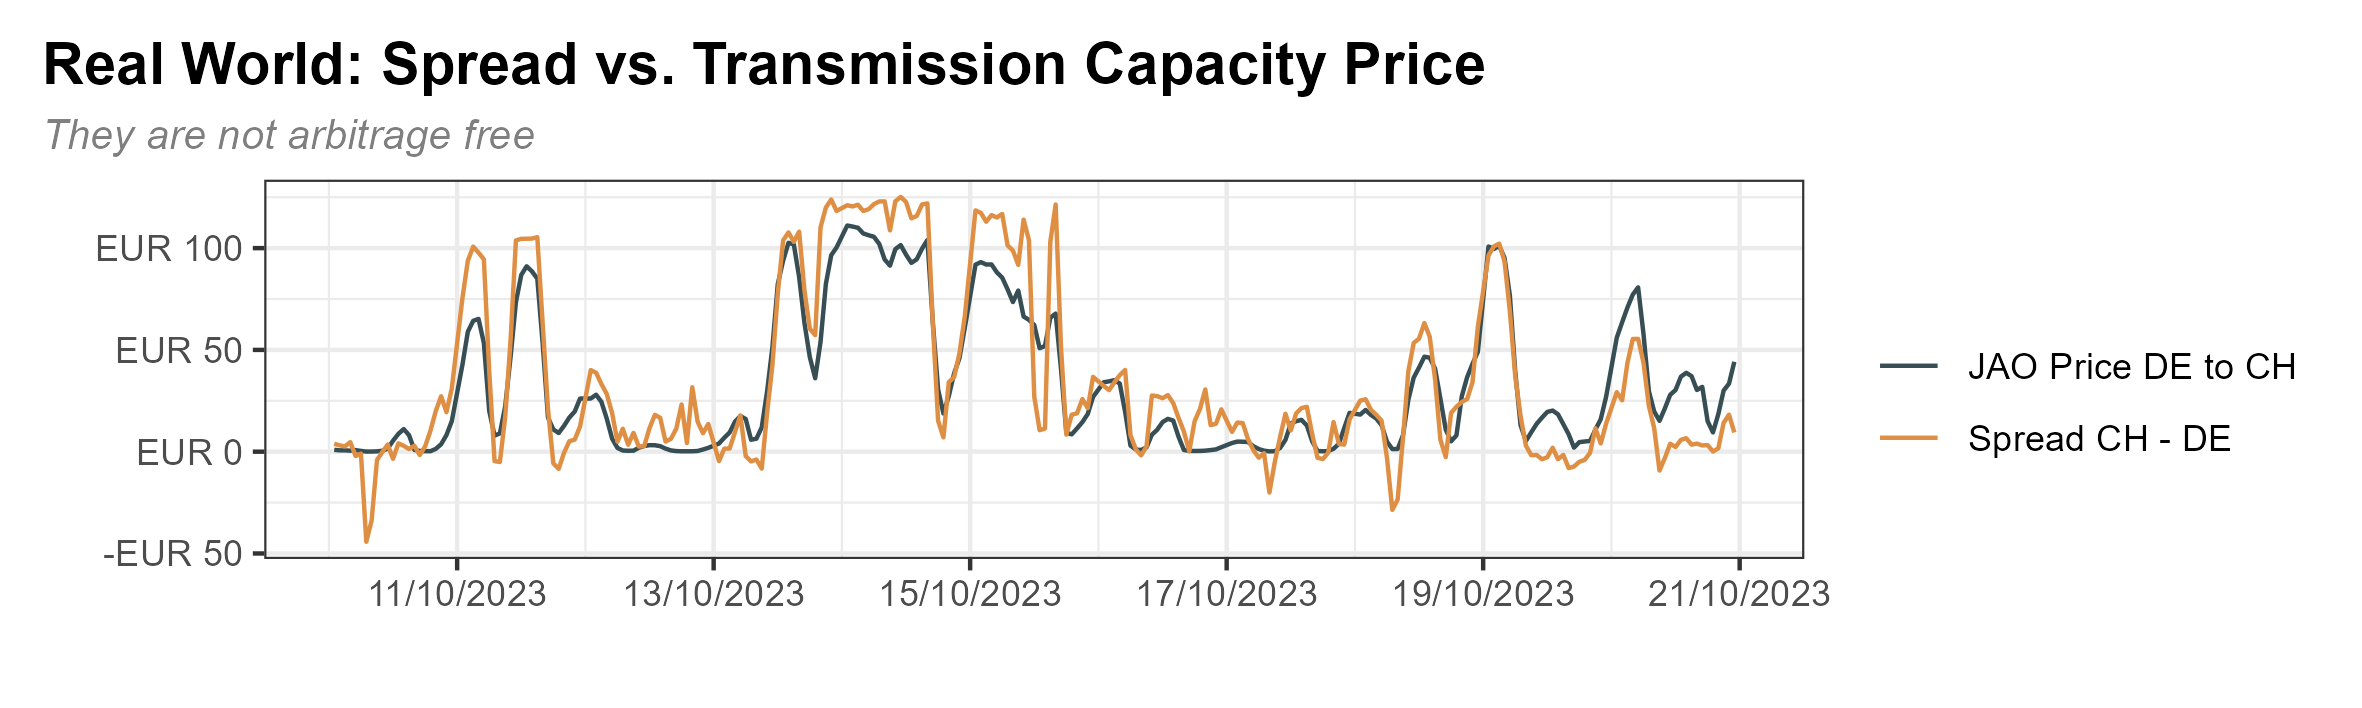 Real World: Spread vs. Transmission Capacity Price
They are not arbitrage free
EUR 100
EUR 50
EUR 0
-EUR 50
11/10/2023 13/10/2023 15/10/2023 17/10/2023 19/10/2023 21/10/2023
JAO Price DE to CH
Spread CH - DE